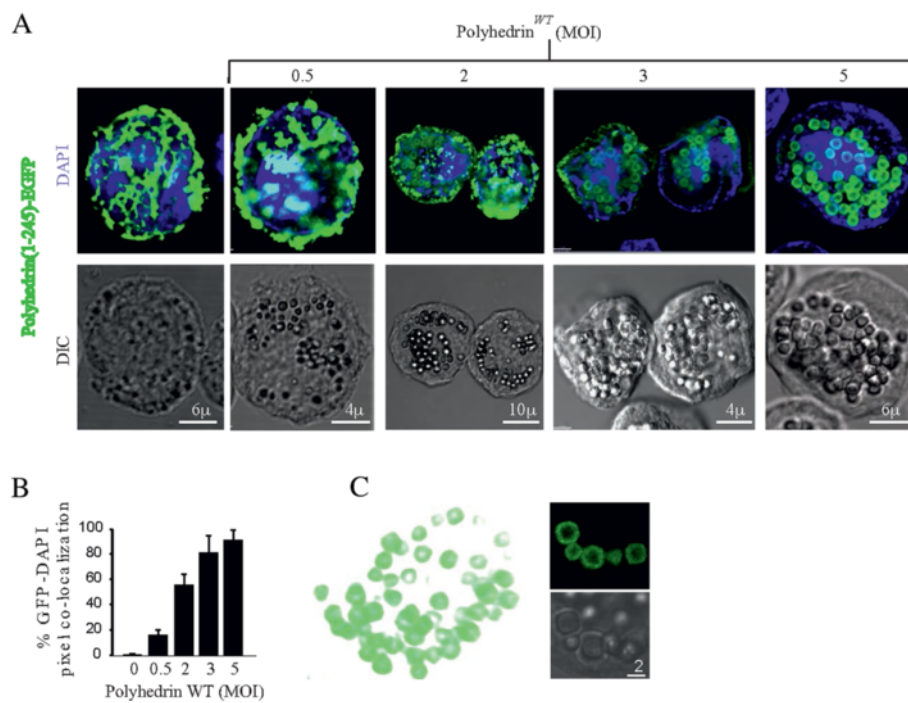 A
Polyhedrin^WT (MOI)
0.5 2 3 5
Polyhedrin(1-245)-EGFP
DAPI
DIC
6µ 4µ 10µ 4µ 6µ
B
% GFP-DAPI
pixel co-localization
100
80
60
40
20
0
0 0.5 2 3 5
Polyhedrin WT (MOI)
C
2